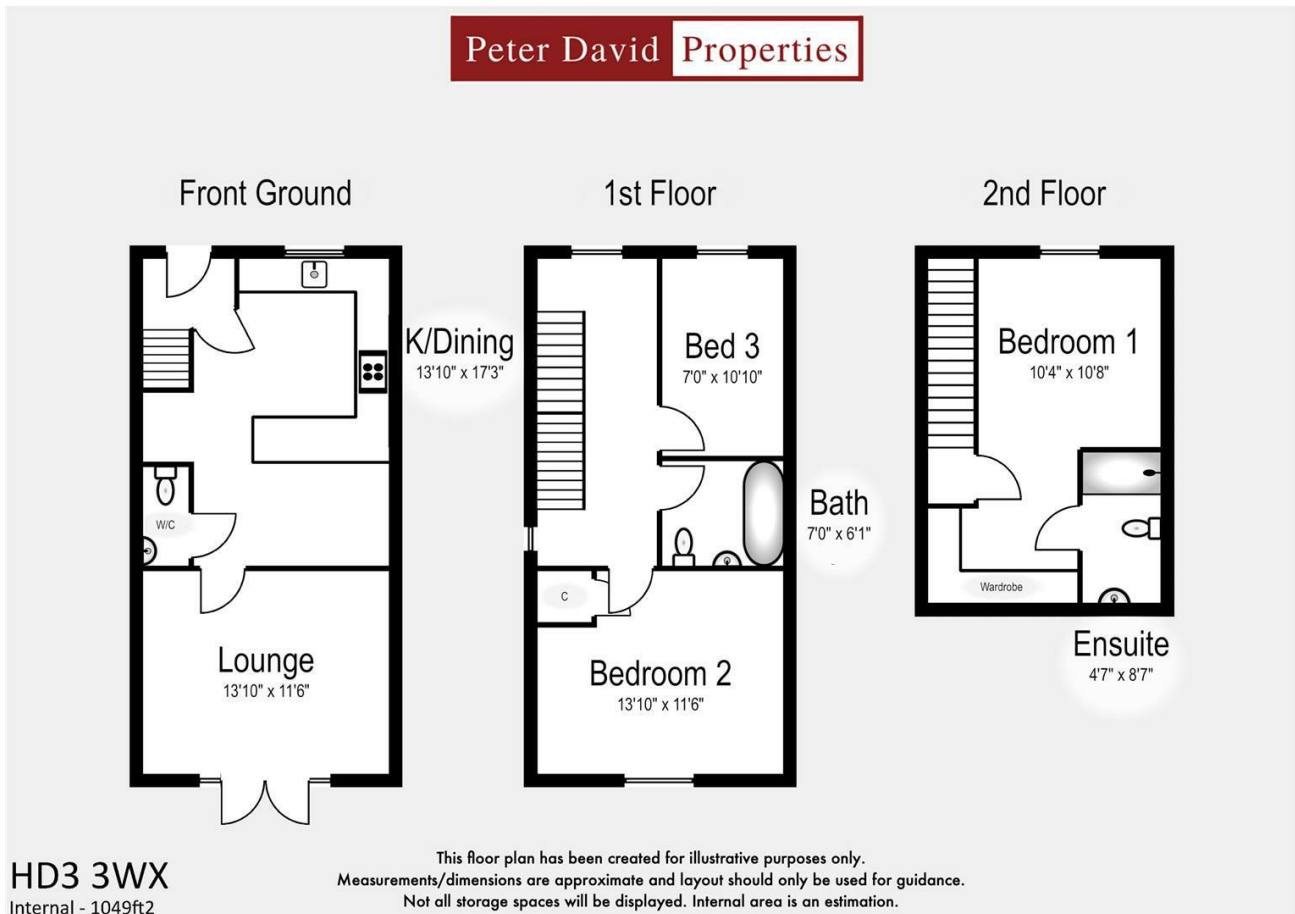 Peter David Properties
Front Ground
1st Floor
2nd Floor
K/Dining
13'10" x 17'3"
W/C
Lounge
13'10" x 11'6"
Bed 3
7'0" x 10'10"
Bath
7'0" x 6'1"
C
Bedroom 2
13'10" x 11'6"
Bedroom 1
10'4" x 10'8"
Wardrobe
Ensuite
4'7" x 8'7"
HD3 3WX
Internal - 1049ft2
This floor plan has been created for illustrative purposes only.
Measurements/dimensions are approximate and layout should only be used for guidance.
Not all storage spaces will be displayed. Internal area is an estimation.